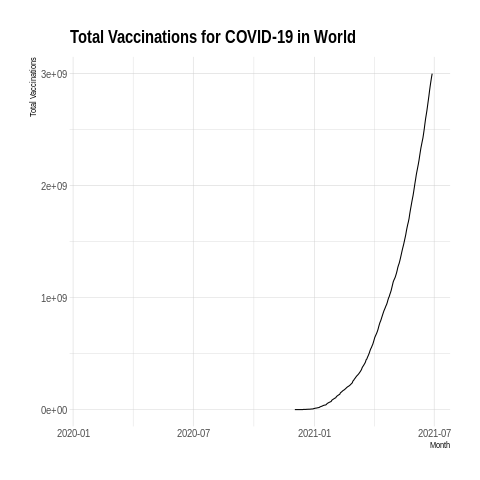 Total Vaccinations for COVID-19 in World
Total Vaccinations
3e+09
2e+09
1e+09
0e+00
2020-01 2020-07 2021-01 2021-07
Month